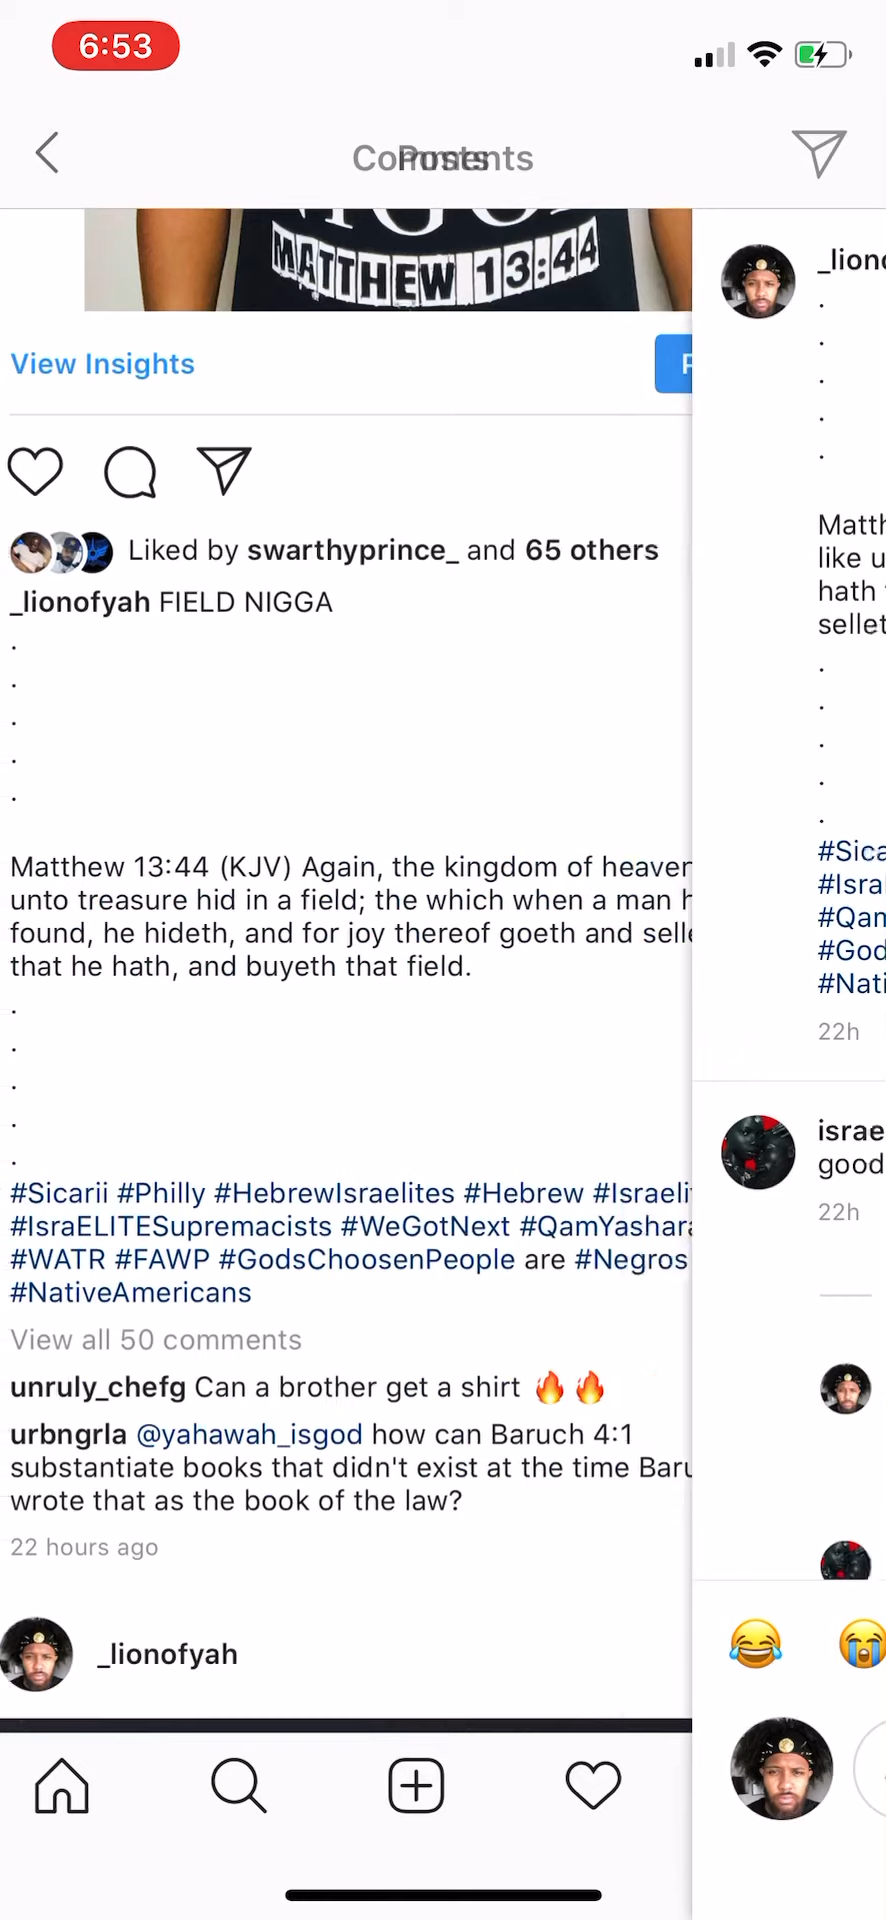 6:53
Comments
Posts
MATTHEW 13:44
View Insights
Liked by swarthyprince_ and 65 others
_lionofyah FIELD NIGGA
.
.
.
.
.
Matthew 13:44 (KJV) Again, the kingdom of heaven
unto treasure hid in a field; the which when a man h
found, he hideth, and for joy thereof goeth and selle
that he hath, and buyeth that field.
.
.
.
.
.
#Sicarii #Philly #HebrewIsraelites #Hebrew #Israeli
#IsraELITESupremacists #WeGotNext #QamYashar
#WATR #FAWP #GodsChoosenPeople are #Negros
#NativeAmericans
View all 50 comments
unruly_chefg Can a brother get a shirt 🔥 🔥
urbngrla @yahawah_isgod how can Baruch 4:1
substantiate books that didn't exist at the time Baru
wrote that as the book of the law?
22 hours ago
_lionofyah
_liono
.
.
.
.
.
Matth
like u
hath
sellet
.
.
.
.
.
#Sica
#Isra
#Qam
#God
#Nati
22h
israe
good
22h